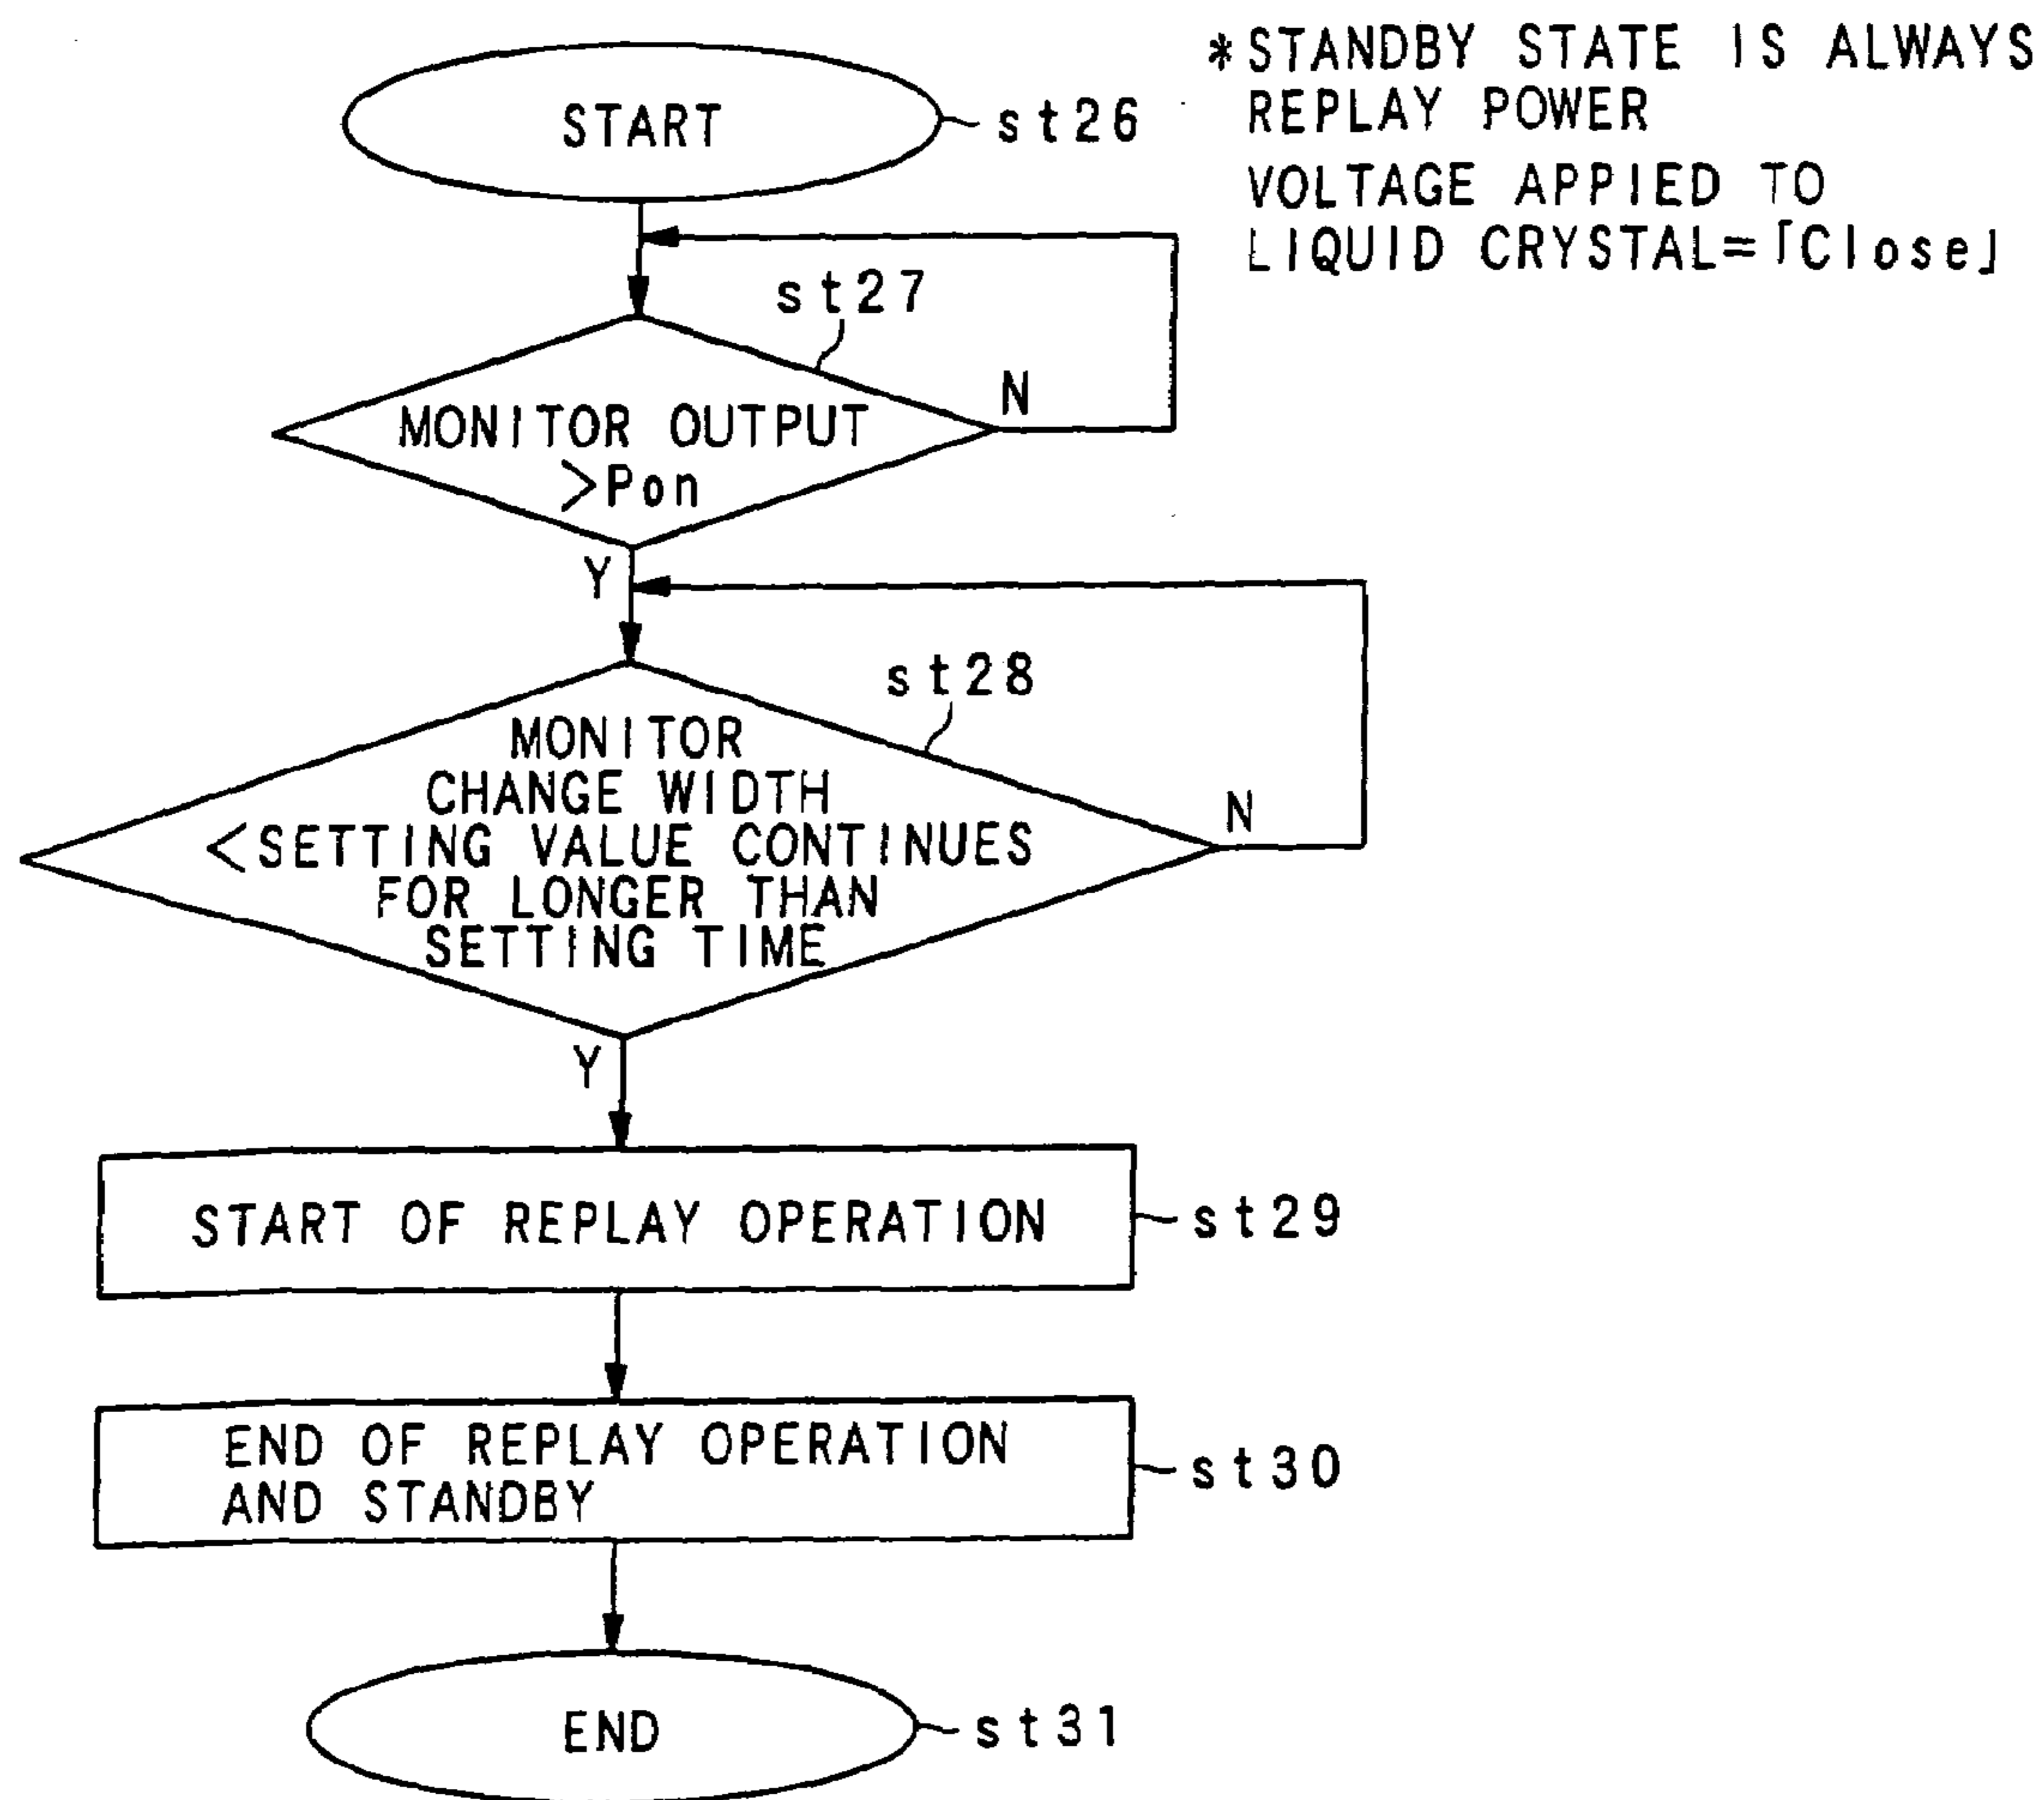 *STANDBY STATE IS ALWAYS
REPLAY POWER
VOLTAGE APPIED TO
LIQUID CRYSTAL=「Close」
START
st26
st27
MONITOR OUTPUT
>Pon
N
Y
st28
MONITOR
CHANGE WIDTH
<SETTING VALUE CONTINUES
FOR LONGER THAN
SETTING TIME
N
Y
START OF REPLAY OPERATION
st29
END OF REPLAY OPERATION
AND STANDBY
st30
END
st31